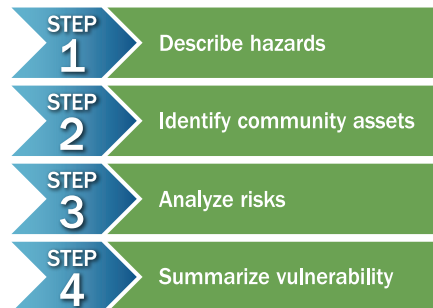 STEP
1
Describe hazards
STEP
2
Identify community assets
STEP
3
Analyze risks
STEP
4
Summarize vulnerability